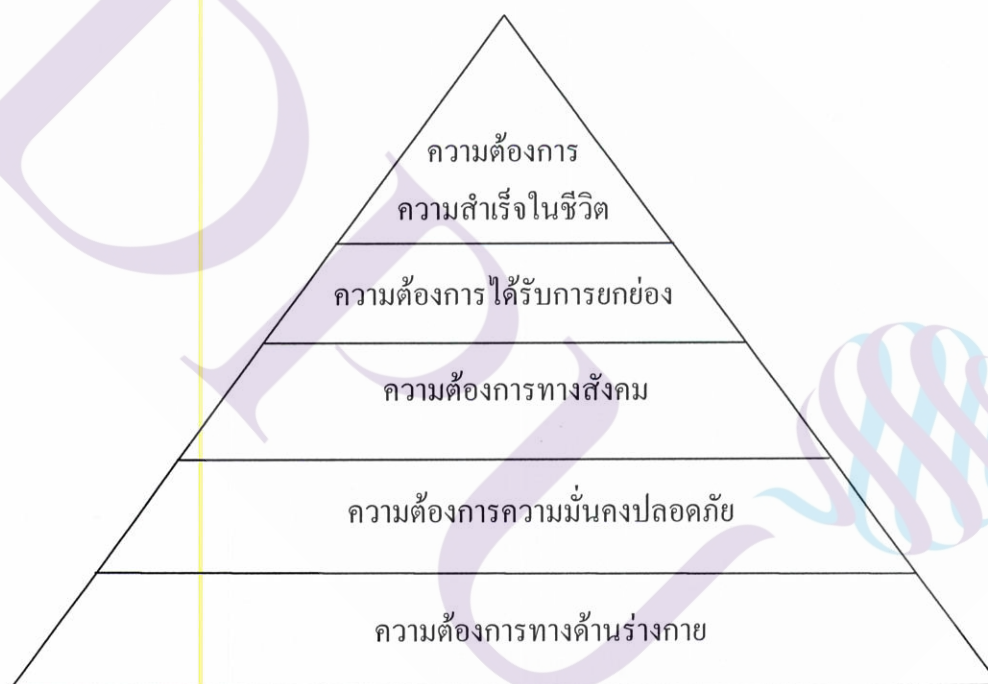 ความต้องการ
ความสำเร็จในชีวิต
ความต้องการได้รับการยกย่อง
ความต้องการทางสังคม
ความต้องการความมั่นคงปลอดภัย
ความต้องการทางด้านร่างกาย
DPU